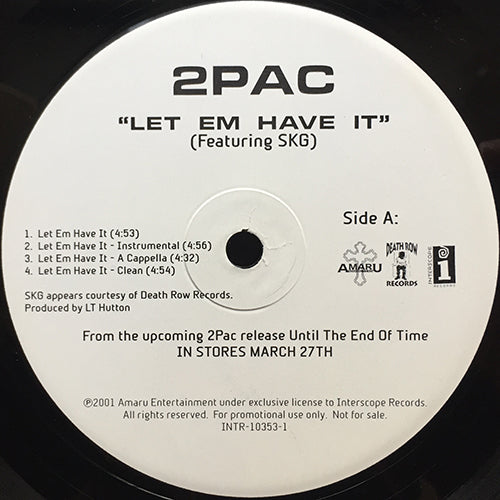 2PAC
"LET EM HAVE IT"
(Featuring SKG)
Side A:
1. Let Em Have It (4:53)
2. Let Em Have It - Instrumental (4:56)
3. Let Em Have It - A Cappella (4:32)
4. Let Em Have It - Clean (4:54)
AMARU
DEATH ROW
RECORDS
INTERSCOPE
RECORDS
i
SKG appears courtesy of Death Row Records.
Produced by LT Hutton
From the upcoming 2Pac release Until The End Of Time
IN STORES MARCH 27TH
℗2001 Amaru Entertainment under exclusive license to Interscope Records.
All rights reserved. For promotional use only. Not for sale.
INTR-10353-1